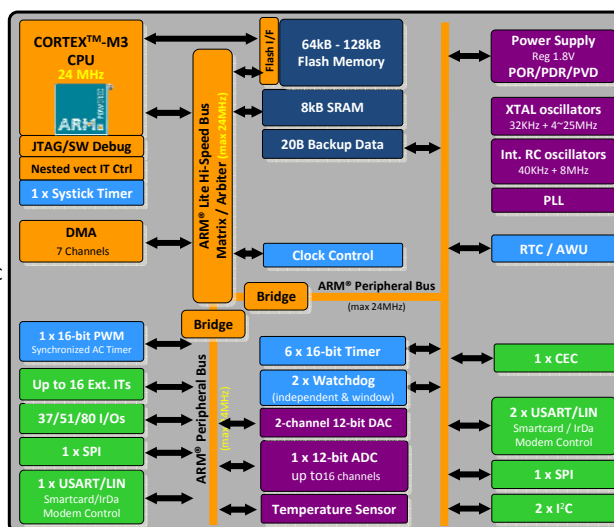 CORTEX™-M3
CPU
24 MHz
ARM®
POWERED
JTAG/SW Debug
Nested vect IT Ctrl
1 x Systick Timer
DMA
7 Channels
C
ARM® Lite Hi-Speed Bus
Matrix / Arbiter (max 24MHz)
Flash I/F
64kB - 128kB
Flash Memory
8kB SRAM
20B Backup Data
Clock Control
Power Supply
Reg 1.8V
POR/PDR/PVD
XTAL oscillators
32KHz + 4~25MHz
Int. RC oscillators
40KHz + 8MHz
PLL
RTC / AWU
Bridge
ARM® Peripheral Bus
(max 24MHz)
Bridge
1 x 16-bit PWM
Synchronized AC Timer
Up to 16 Ext. ITs
37/51/80 I/Os
1 x SPI
1 x USART/LIN
Smartcard/IrDa
Modem Control
ARM® Peripheral Bus
(max 24MHz)
6 x 16-bit Timer
2 x Watchdog
(independent & window)
2-channel 12-bit DAC
1 x 12-bit ADC
up to16 channels
Temperature Sensor
1 x CEC
2 x USART/LIN
Smartcard / IrDa
Modem Control
1 x SPI
2 x I²C